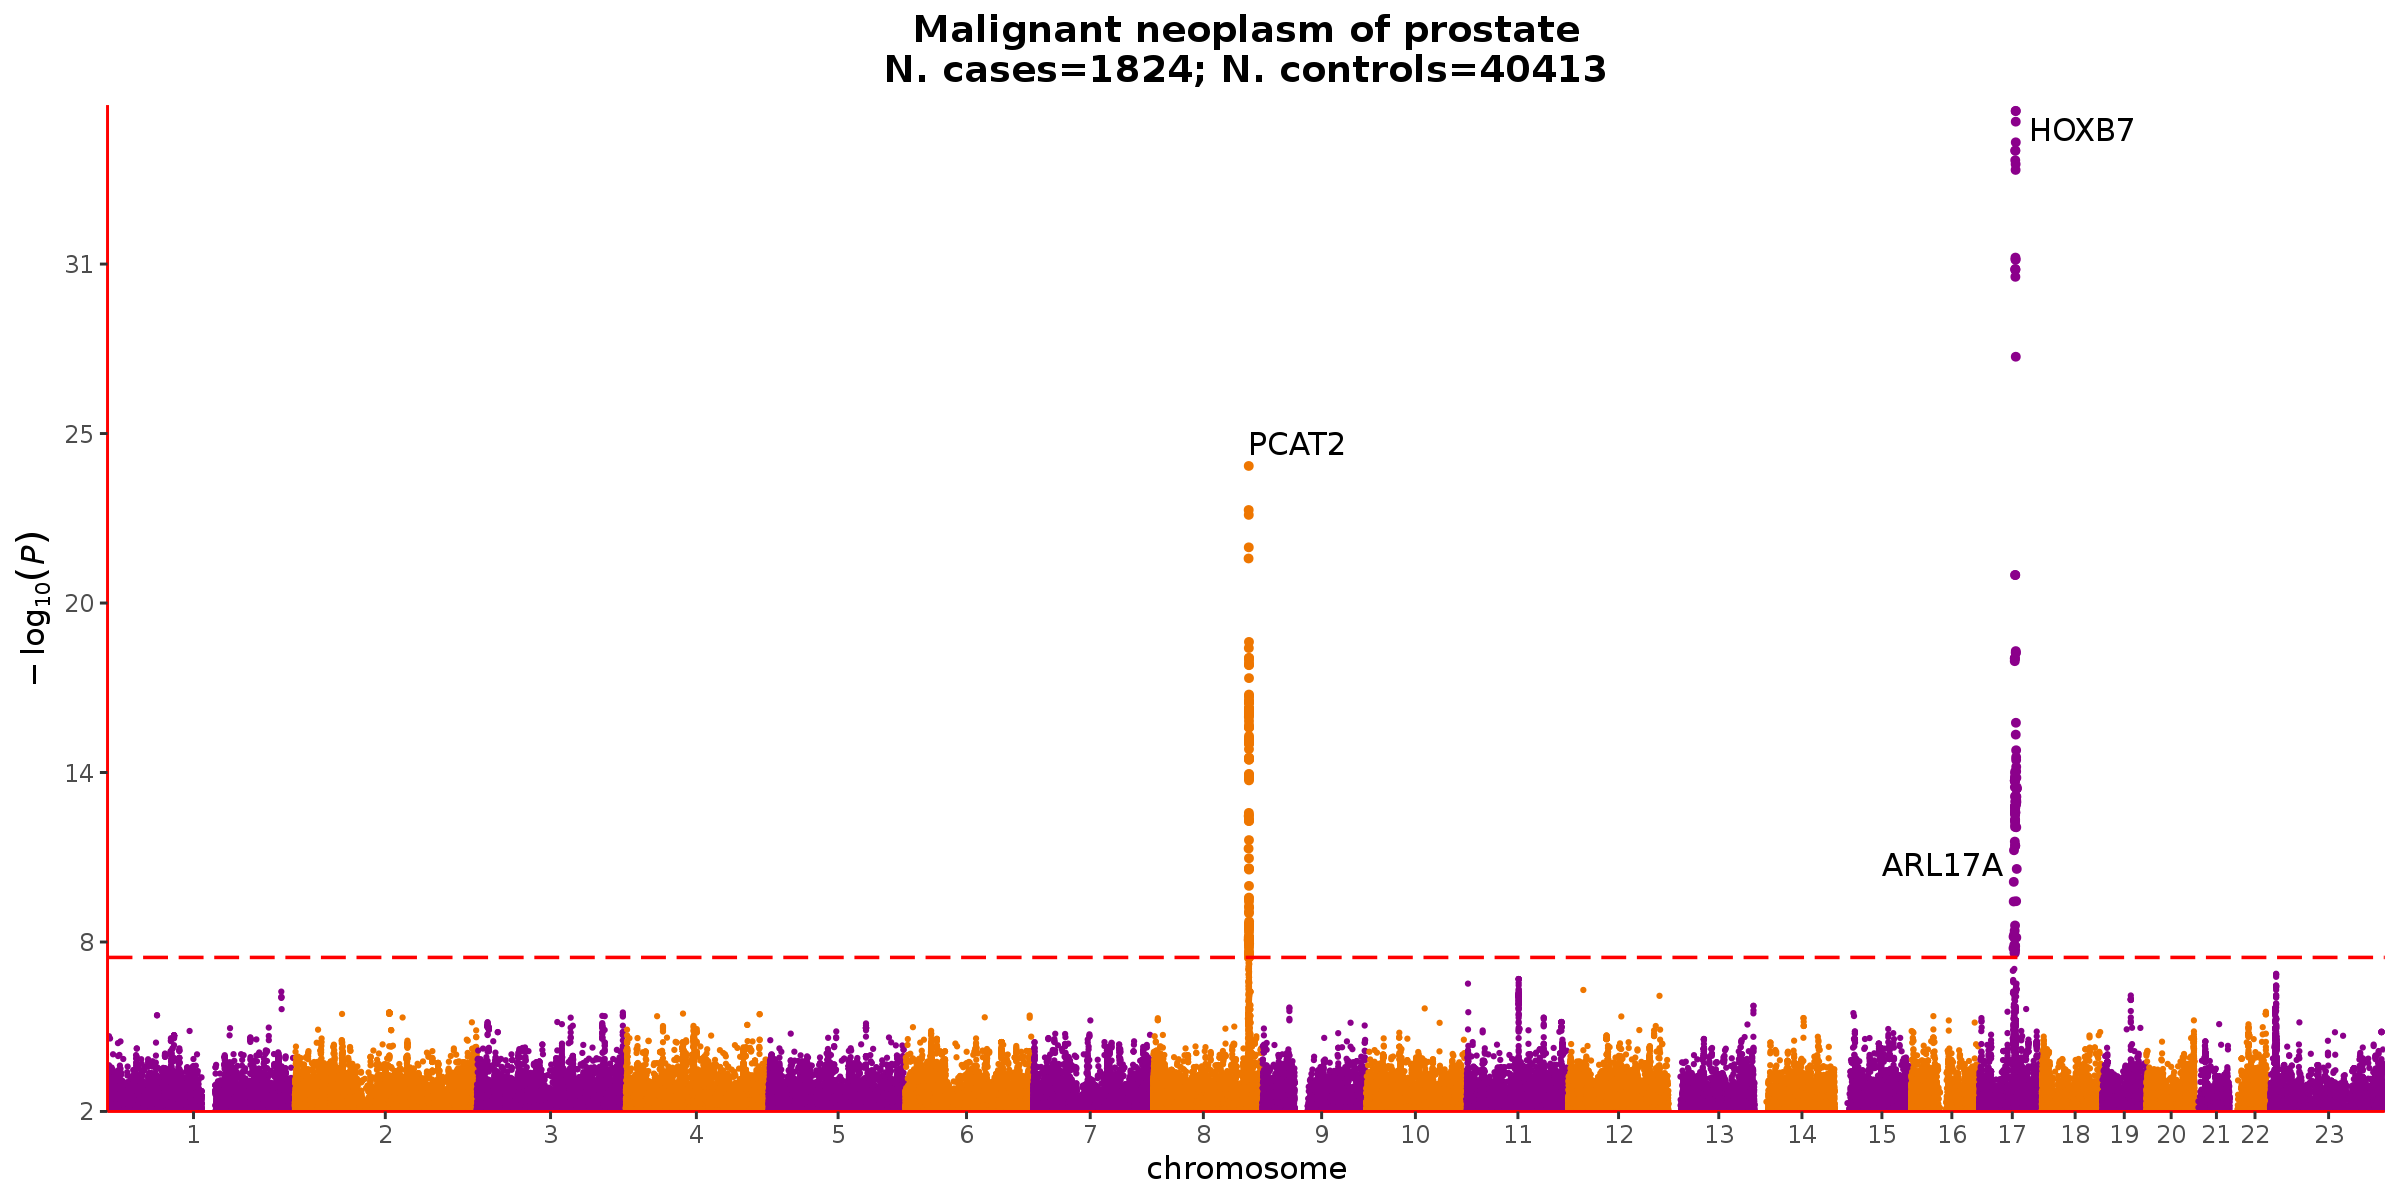 Malignant neoplasm of prostate
N. cases=1824; N. controls=40413
HOXB7
31
25
PCAT2
20
−log₁₀(P)
14
ARL17A
8
2
1 2 3 4 5 6 7 8 9 10 11 12 13 14 15 16 17 18 19 20 21 22 23
chromosome